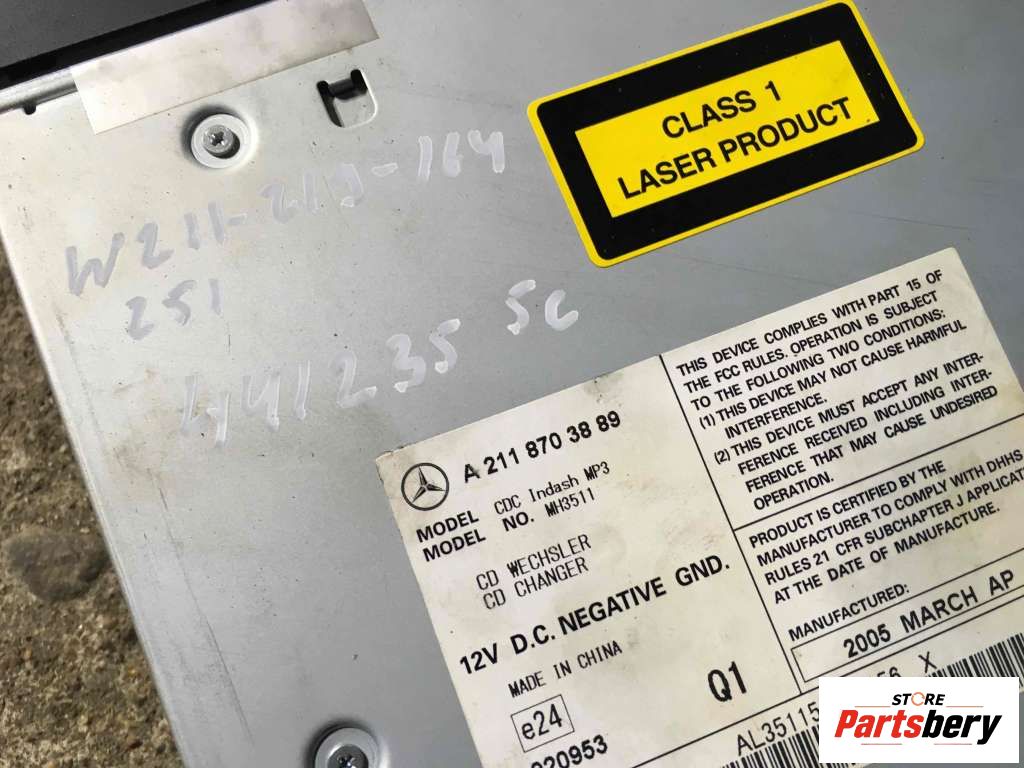 CLASS 1
LASER PRODUCT
W211-219-164
251
441235 SC
A 211 870 38 89
MODEL CDC Indash MP3
MODEL NO. MH3511
CD WECHSLER
CD CHANGER
12V D.C. NEGATIVE GND.
MADE IN CHINA
e24
Q1
020953
THIS DEVICE COMPLIES WITH PART 15 OF
THE FCC RULES. OPERATION IS SUBJECT
TO THE FOLLOWING TWO CONDITIONS:
(1) THIS DEVICE MAY NOT CAUSE HARMFUL
INTERFERENCE.
(2) THIS DEVICE MUST ACCEPT ANY INTER-
FERENCE RECEIVED INCLUDING INTER-
FERENCE THAT MAY CAUSE UNDESIRED
OPERATION.
PRODUCT IS CERTIFIED BY THE
MANUFACTURER TO COMPLY WITH DHHS
RULES 21 CFR SUBCHAPTER J
AT THE DATE OF MANUFACTURE.
MANUFACTURED:
2005 MARCH AP
56 X
AL35115
STORE
Partsbery